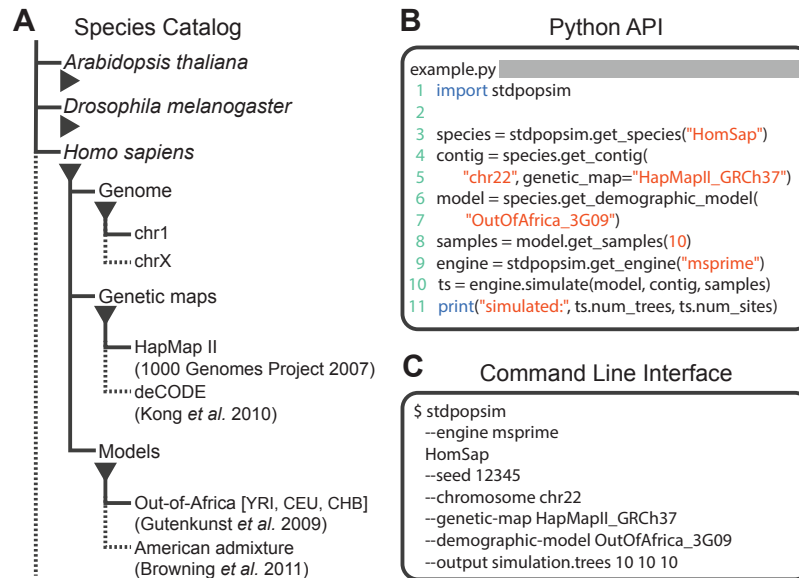 A Species Catalog
Arabidopsis thaliana
Drosophila melanogaster
Homo sapiens
Genome
chr1
chrX
Genetic maps
HapMap II
(1000 Genomes Project 2007)
deCODE
(Kong et al. 2010)
Models
Out-of-Africa [YRI, CEU, CHB]
(Gutenkunst et al. 2009)
American admixture
(Browning et al. 2011)
B Python API
example.py
1 import stdpopsim
2
3 species = stdpopsim.get_species("HomSap")
4 contig = species.get_contig(
5 "chr22", genetic_map="HapMapII_GRCh37")
6 model = species.get_demographic_model(
7 "OutOfAfrica_3G09")
8 samples = model.get_samples(10)
9 engine = stdpopsim.get_engine("msprime")
10 ts = engine.simulate(model, contig, samples)
11 print("simulated:", ts.num_trees, ts.num_sites)
C Command Line Interface
$ stdpopsim
--engine msprime
HomSap
--seed 12345
--chromosome chr22
--genetic-map HapMapII_GRCh37
--demographic-model OutOfAfrica_3G09
--output simulation.trees 10 10 10